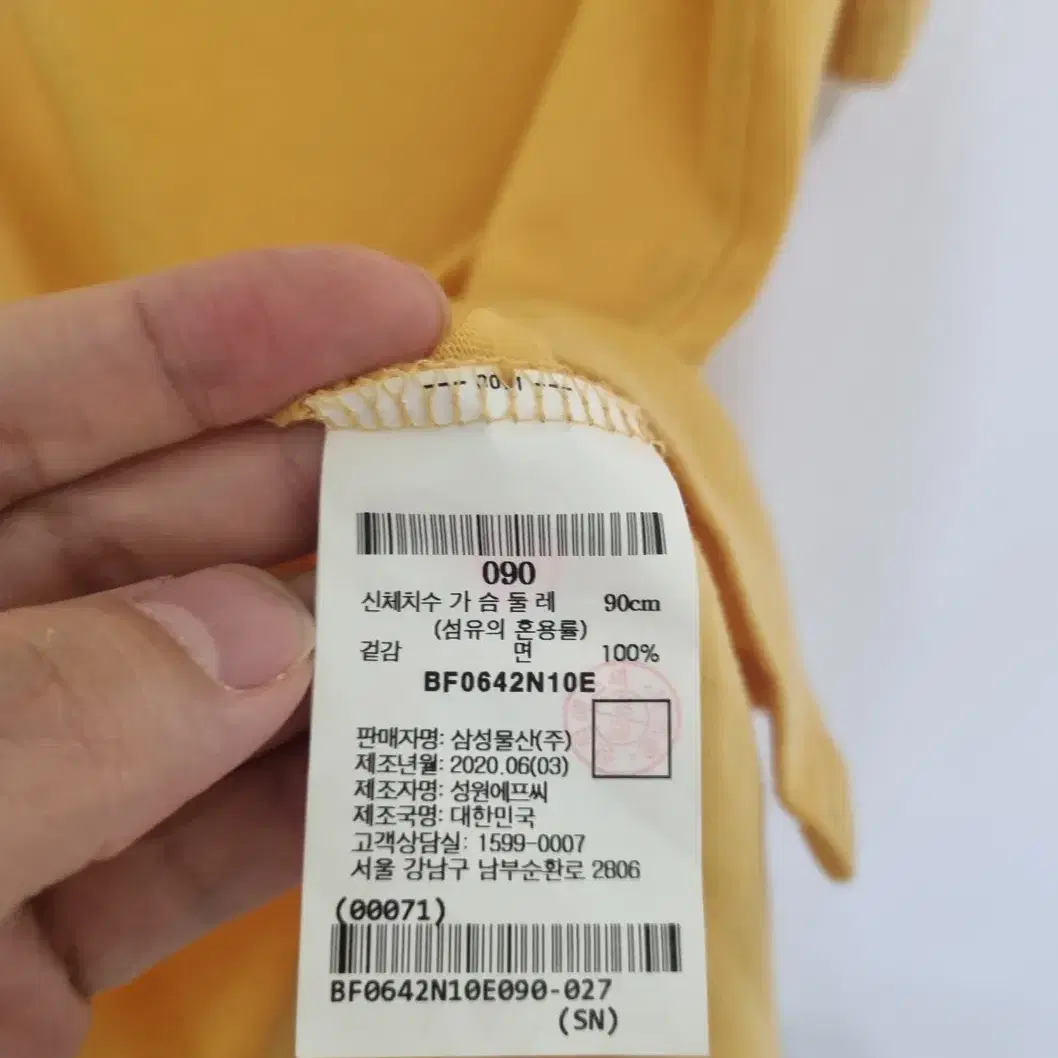 090
신체치수 가 슴 둘 레 90cm
(섬유의 혼용률)
겉감 면 100%
BF0642N10E
판매자명: 삼성물산(주)
제조년월: 2020.06(03)
제조자명: 성원에프씨
제조국명: 대한민국
고객상담실: 1599-0007
서울 강남구 남부순환로 2806
(00071)
BF0642N10E090-027
(SN)